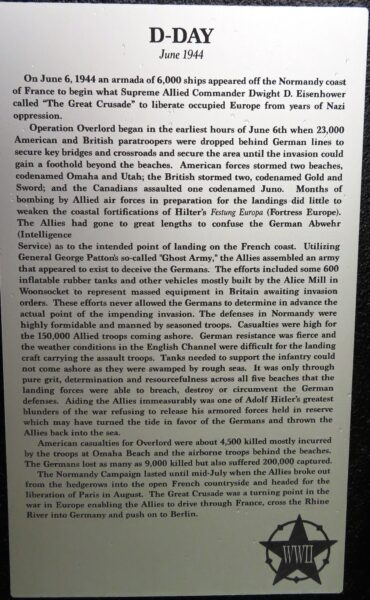 D-DAY
June 1944
On June 6, 1944 an armada of 6,000 ships appeared off the Normandy coast
of France to begin what Supreme Allied Commander Dwight D. Eisenhower
called "The Great Crusade" to liberate occupied Europe from years of Nazi
oppression.
Operation Overlord began in the earliest hours of June 6th when 23,000
American and British paratroopers were dropped behind German lines to
secure key bridges and crossroads and secure the area until the invasion could
gain a foothold beyond the beaches. American forces stormed two beaches,
codenamed Omaha and Utah; the British stormed two, codenamed Gold and
Sword; and the Canadians assaulted one codenamed Juno. Months of
bombing by Allied air forces in preparation for the landings did little to
weaken the coastal fortifications of Hilter's Festung Europa (Fortress Europe).
The Allies had gone to great lengths to confuse the German Abwehr
(Intelligence
Service) as to the intended point of landing on the French coast. Utilizing
General George Patton's so-called "Ghost Army," the Allies assembled an army
that appeared to exist to deceive the Germans. The efforts included some 600
inflatable rubber tanks and other vehicles mostly built by the Alice Mill in
Woonsocket to represent massed equipment in Britain awaiting invasion
orders. These efforts never allowed the Germans to determine in advance the
actual point of the impending invasion. The defenses in Normandy were
highly formidable and manned by seasoned troops. Casualties were high for
the 150,000 Allied troops coming ashore. German resistance was fierce and
the weather conditions in the English Channel were difficult for the landing
craft carrying the assault troops. Tanks needed to support the infantry could
not come ashore as they were swamped by rough seas. It was only through
pure grit, determination and resourcefulness across all five beaches that the
landing forces were able to breach, destroy or circumvent the German
defenses. Aiding the Allies immeasurably was one of Adolf Hitler's greatest
blunders of the war refusing to release his armored forces held in reserve
which may have turned the tide in favor of the Germans and thrown the
Allies back into the sea.
American casualties for Overlord were about 4,500 killed mostly incurred
by the troops at Omaha Beach and the airborne troops behind the beaches.
The Germans lost as many as 9,000 killed but also suffered 200,000 captured.
The Normandy Campaign lasted until mid-July when the Allies broke out
from the hedgerows into the open French countryside and headed for the
liberation of Paris in August. The Great Crusade was a turning point in the
war in Europe enabling the Allies to drive through France, cross the Rhine
River into Germany and push on to Berlin.
WWII